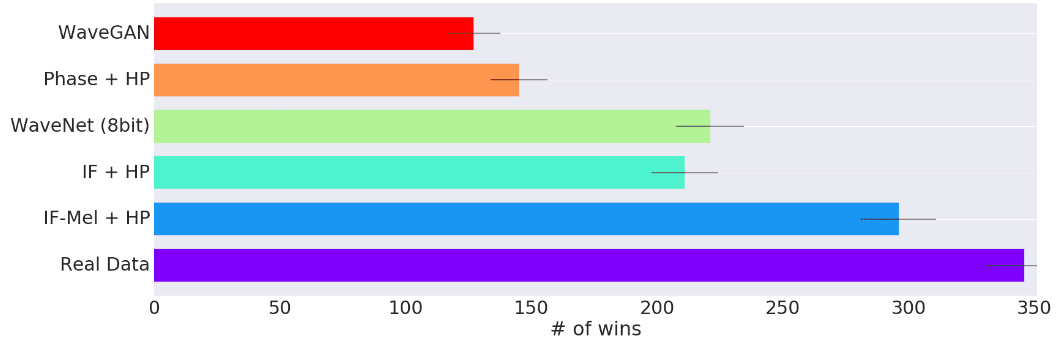 WaveGAN
Phase + HP
WaveNet (8bit)
IF + HP
IF-Mel + HP
Real Data
0 50 100 150 200 250 300 350
# of wins